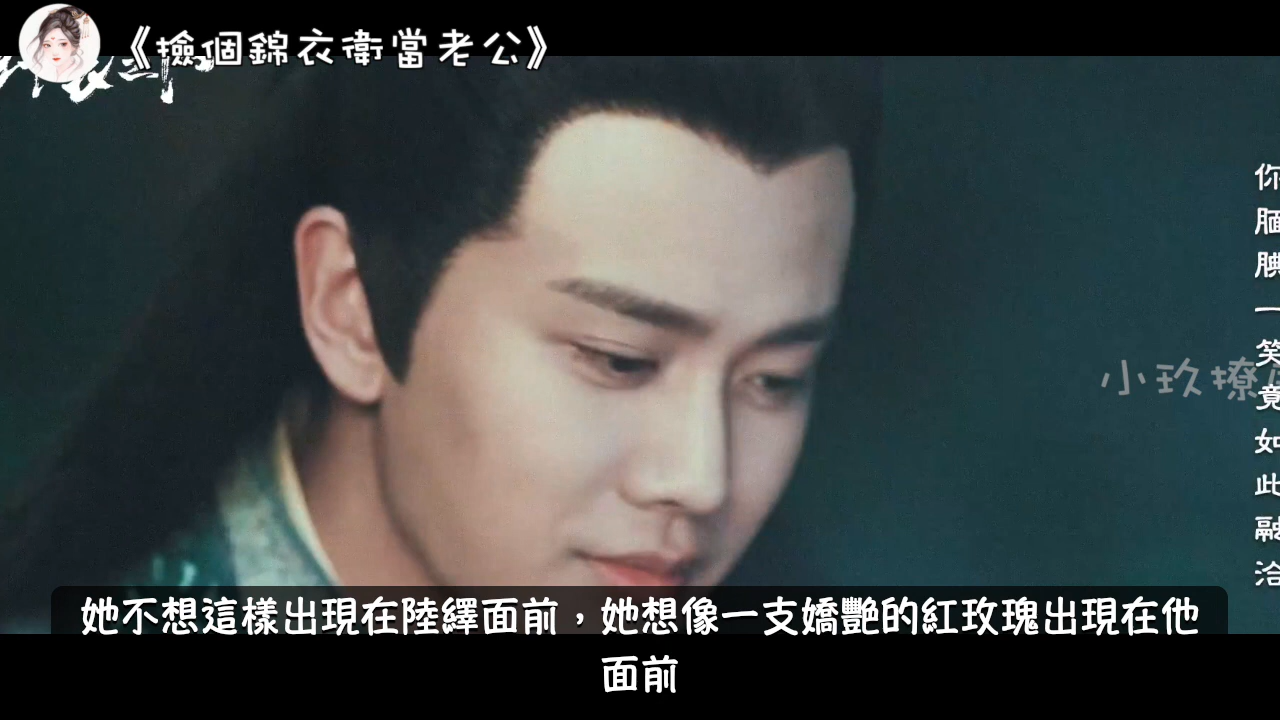 《撿個錦衣衛當老公》
你腼腆一笑竟如此融洽
小玖撩
她不想這樣出現在陸繹面前，她想像一支嬌艷的紅玫瑰出現在他
面前